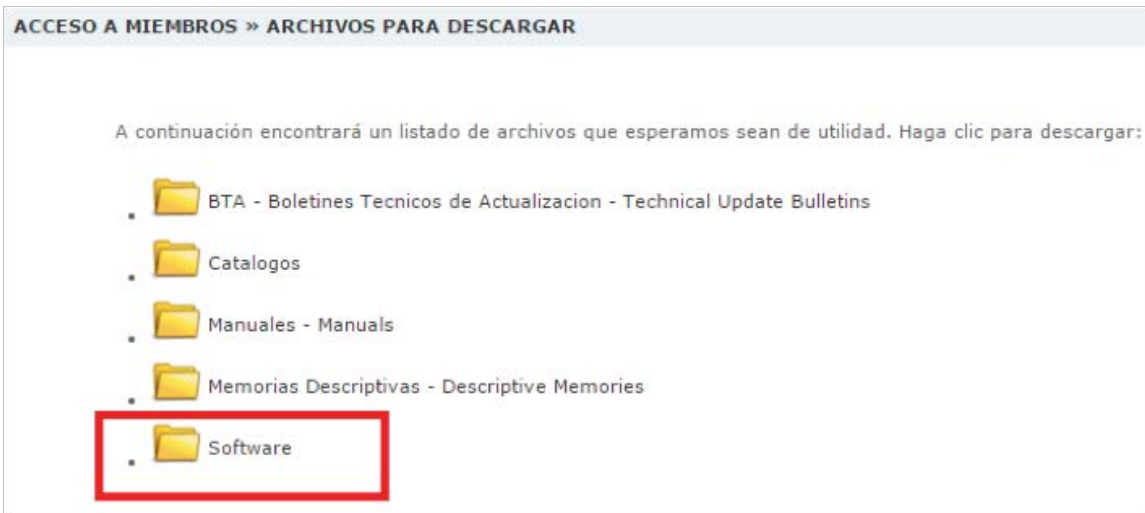 ACCESO A MIEMBROS » ARCHIVOS PARA DESCARGAR
A continuación encontrará un listado de archivos que esperamos sean de utilidad. Haga clic para descargar:
BTA - Boletines Tecnicos de Actualizacion - Technical Update Bulletins
Catalogos
Manuales - Manuals
Memorias Descriptivas - Descriptive Memories
Software